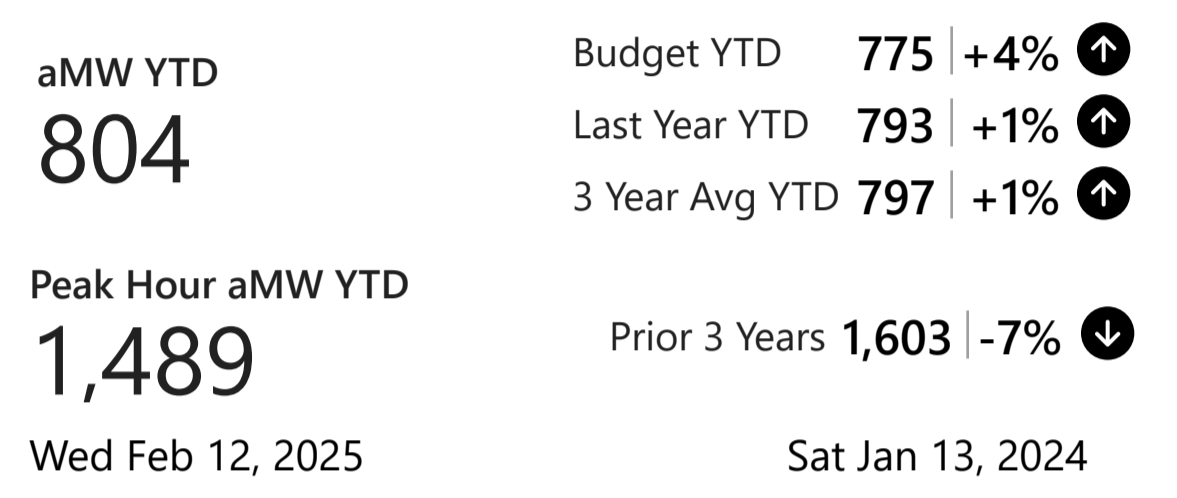 aMW YTD
804
Budget YTD 775 +4%
Last Year YTD 793 +1%
3 Year Avg YTD 797 +1%
Peak Hour aMW YTD
1,489
Prior 3 Years 1,603 -7%
Wed Feb 12, 2025
Sat Jan 13, 2024